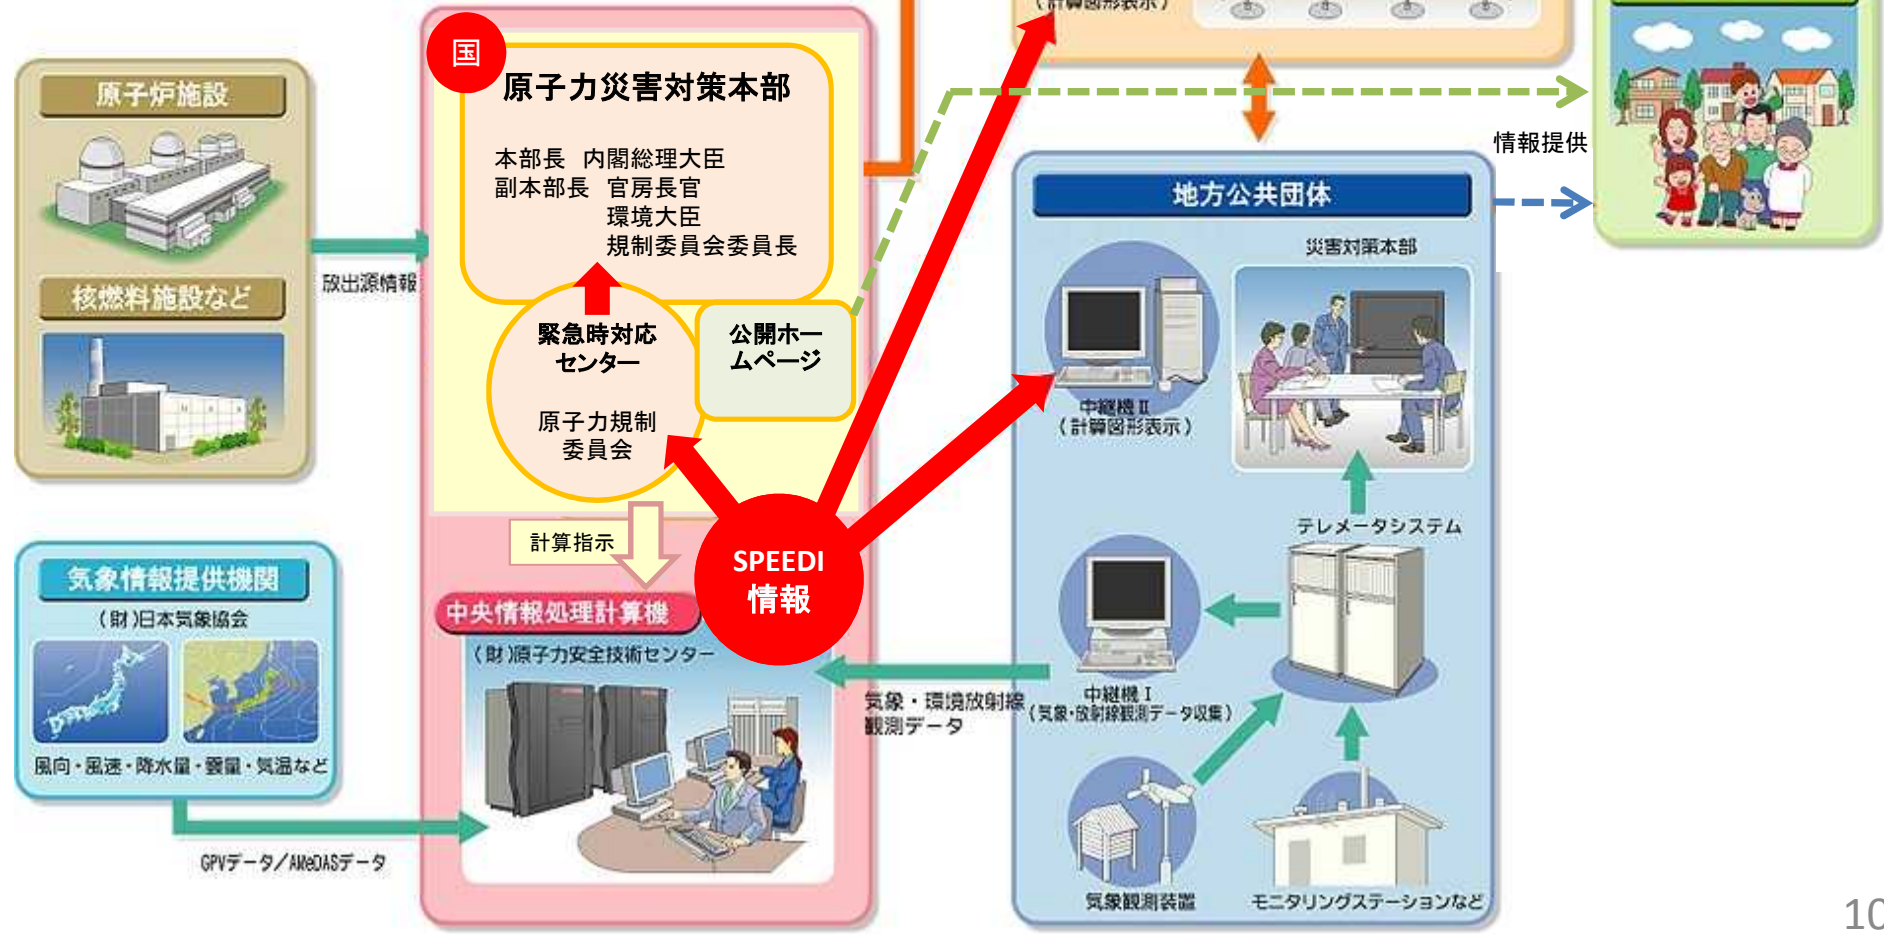 (計算図形表示)
国
原子力災害対策本部
本部長 内閣総理大臣
副本部長 官房長官
環境大臣
規制委員会委員長
原子炉施設
核燃料施設など
放出源情報
緊急時対応
センター
原子力規制
委員会
公開ホー
ムページ
計算指示
SPEEDI
情報
中央情報処理計算機
(財)原子力安全技術センター
気象情報提供機関
(財)日本気象協会
風向・風速・降水量・雲量・気温など
GPVデータ/AMeDASデータ
気象・環境放射線
観測データ
情報提供
地方公共団体
災害対策本部
中継機Ⅱ
(計算図形表示)
テレメータシステム
中継機Ⅰ
(気象・放射線観測データ収集)
気象観測装置
モニタリングステーションなど
10